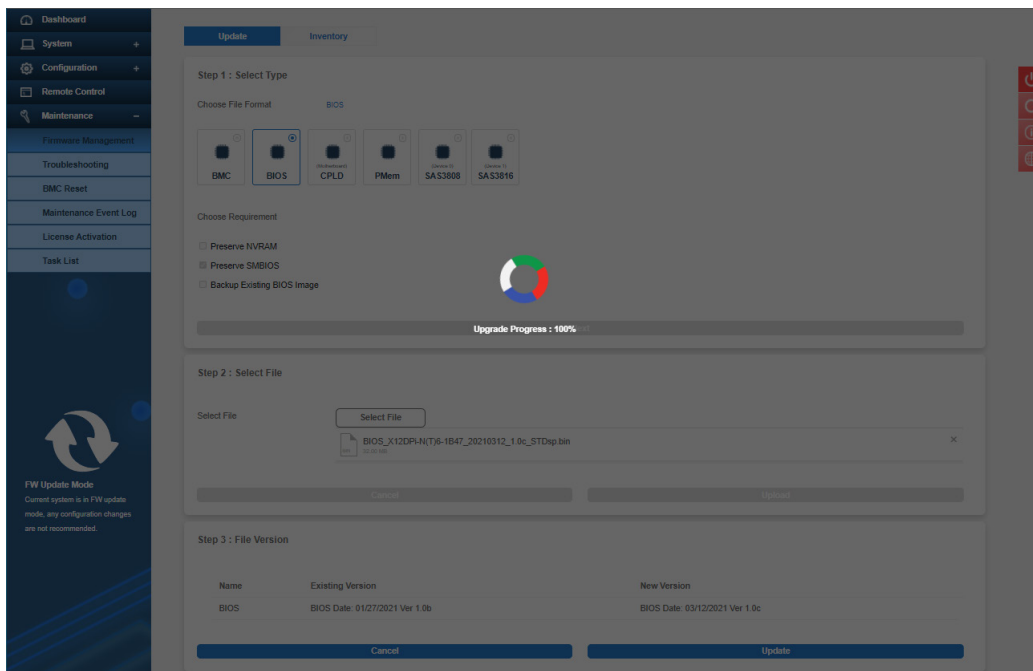 Dashboard
System +
Configuration +
Remote Control
Maintenance –
Firmware Management
Troubleshooting
BMC Reset
Maintenance Event Log
License Activation
Task List
FW Update Mode
Current system is in FW update
mode, any configuration changes
are not recommended.
Update Inventory
Step 1 : Select Type
Choose File Format BIOS
BMC BIOS CPLD PMem SAS3808 SAS3816
Choose Requirement
Preserve NVRAM
Preserve SMBIOS
Backup Existing BIOS Image
Upgrade Progress : 100%
Step 2 : Select File
Select File Select File
BIOS_X12DPi-N(T)6-1B47_20210312_1.0c_STDsp.bin ×
Cancel Upload
Step 3 : File Version
Name Existing Version New Version
BIOS BIOS Date: 01/27/2021 Ver 1.0b BIOS Date: 03/12/2021 Ver 1.0c
Cancel Update